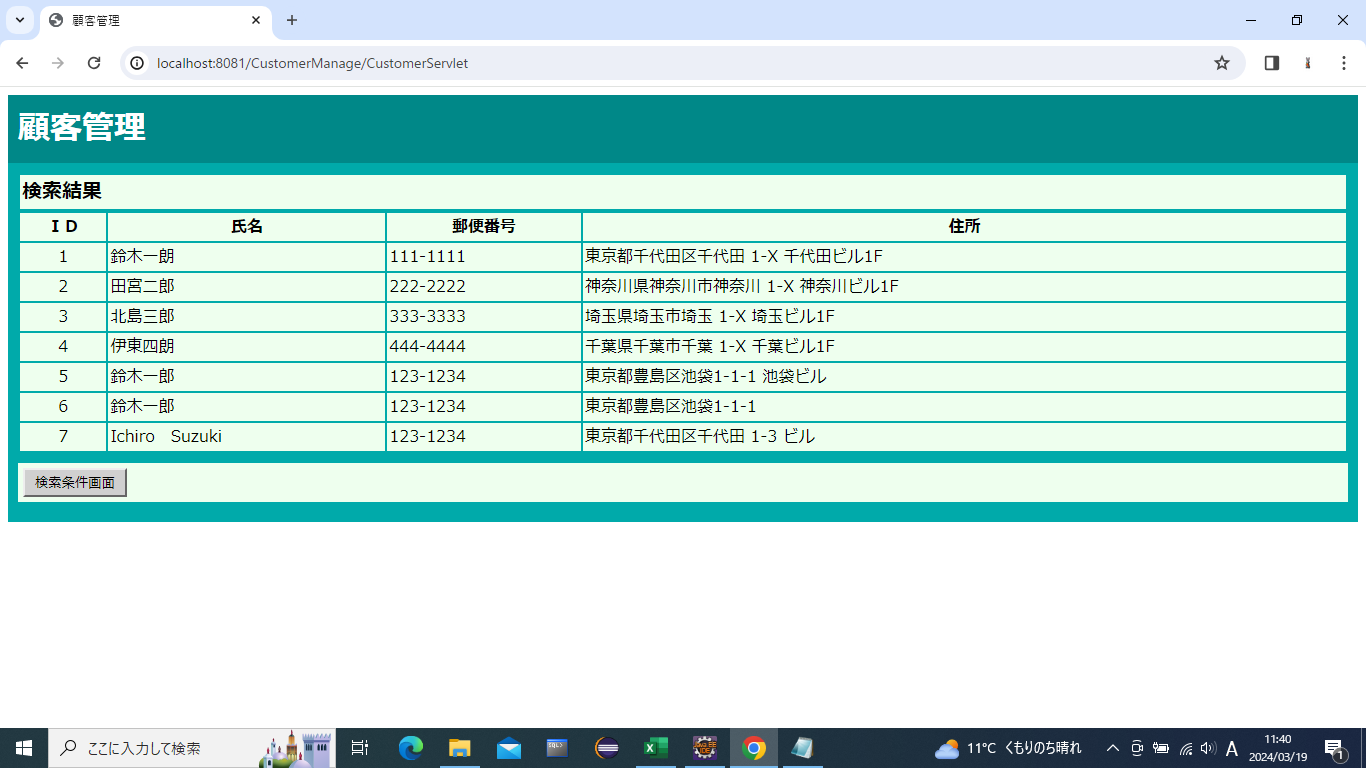 顧客管理
localhost:8081/CustomerManage/CustomerServlet
顧客管理
検索結果
ＩＤ 氏名 郵便番号 住所
1 鈴木一朗 111-1111 東京都千代田区千代田 1-X 千代田ビル1F
2 田宮二郎 222-2222 神奈川県神奈川市神奈川 1-X 神奈川ビル1F
3 北島三郎 333-3333 埼玉県埼玉市埼玉 1-X 埼玉ビル1F
4 伊東四朗 444-4444 千葉県千葉市千葉 1-X 千葉ビル1F
5 鈴木一郎 123-1234 東京都豊島区池袋1-1-1 池袋ビル
6 鈴木一郎 123-1234 東京都豊島区池袋1-1-1
7 Ichiro　Suzuki 123-1234 東京都千代田区千代田 1-3 ビル
検索条件画面
ここに入力して検索
11°C くもりのち晴れ
A
11:40
2024/03/19
1